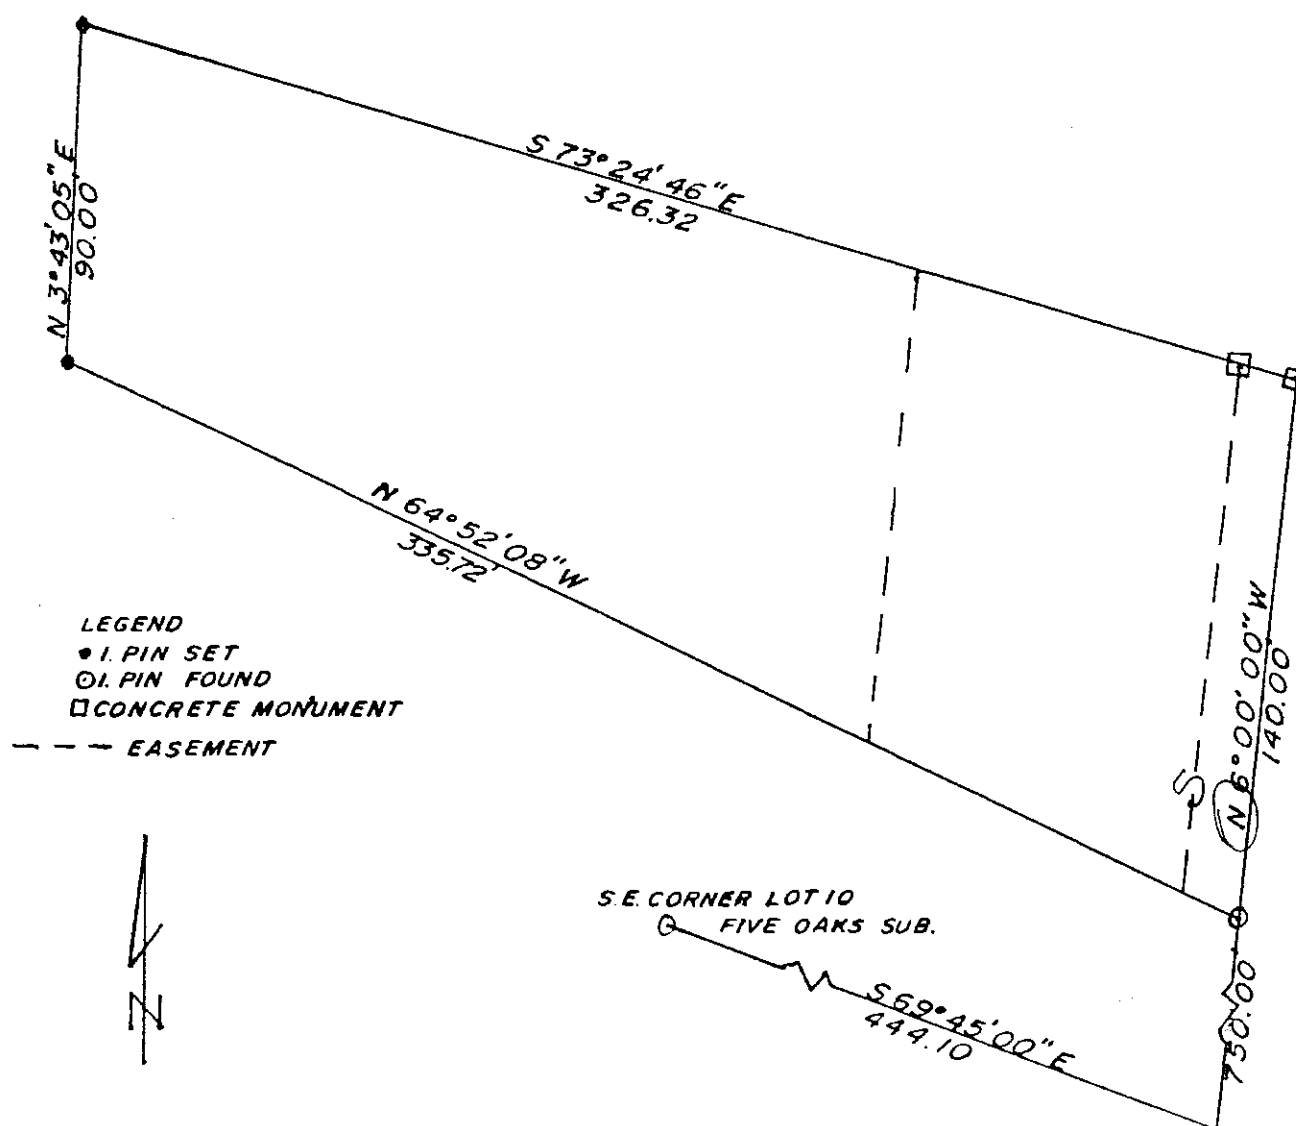 S 73°24'46"E
326.32
N 3°43'05"E
90.00
N 64°52'08"W
335.72'
N 6°00'00"W
140.00'
S
LEGEND
I. PIN SET
I. PIN FOUND
CONCRETE MONUMENT
EASEMENT
N
S.E. CORNER LOT 10
FIVE OAKS SUB.
S 69°45'00"E
444.10
750.00